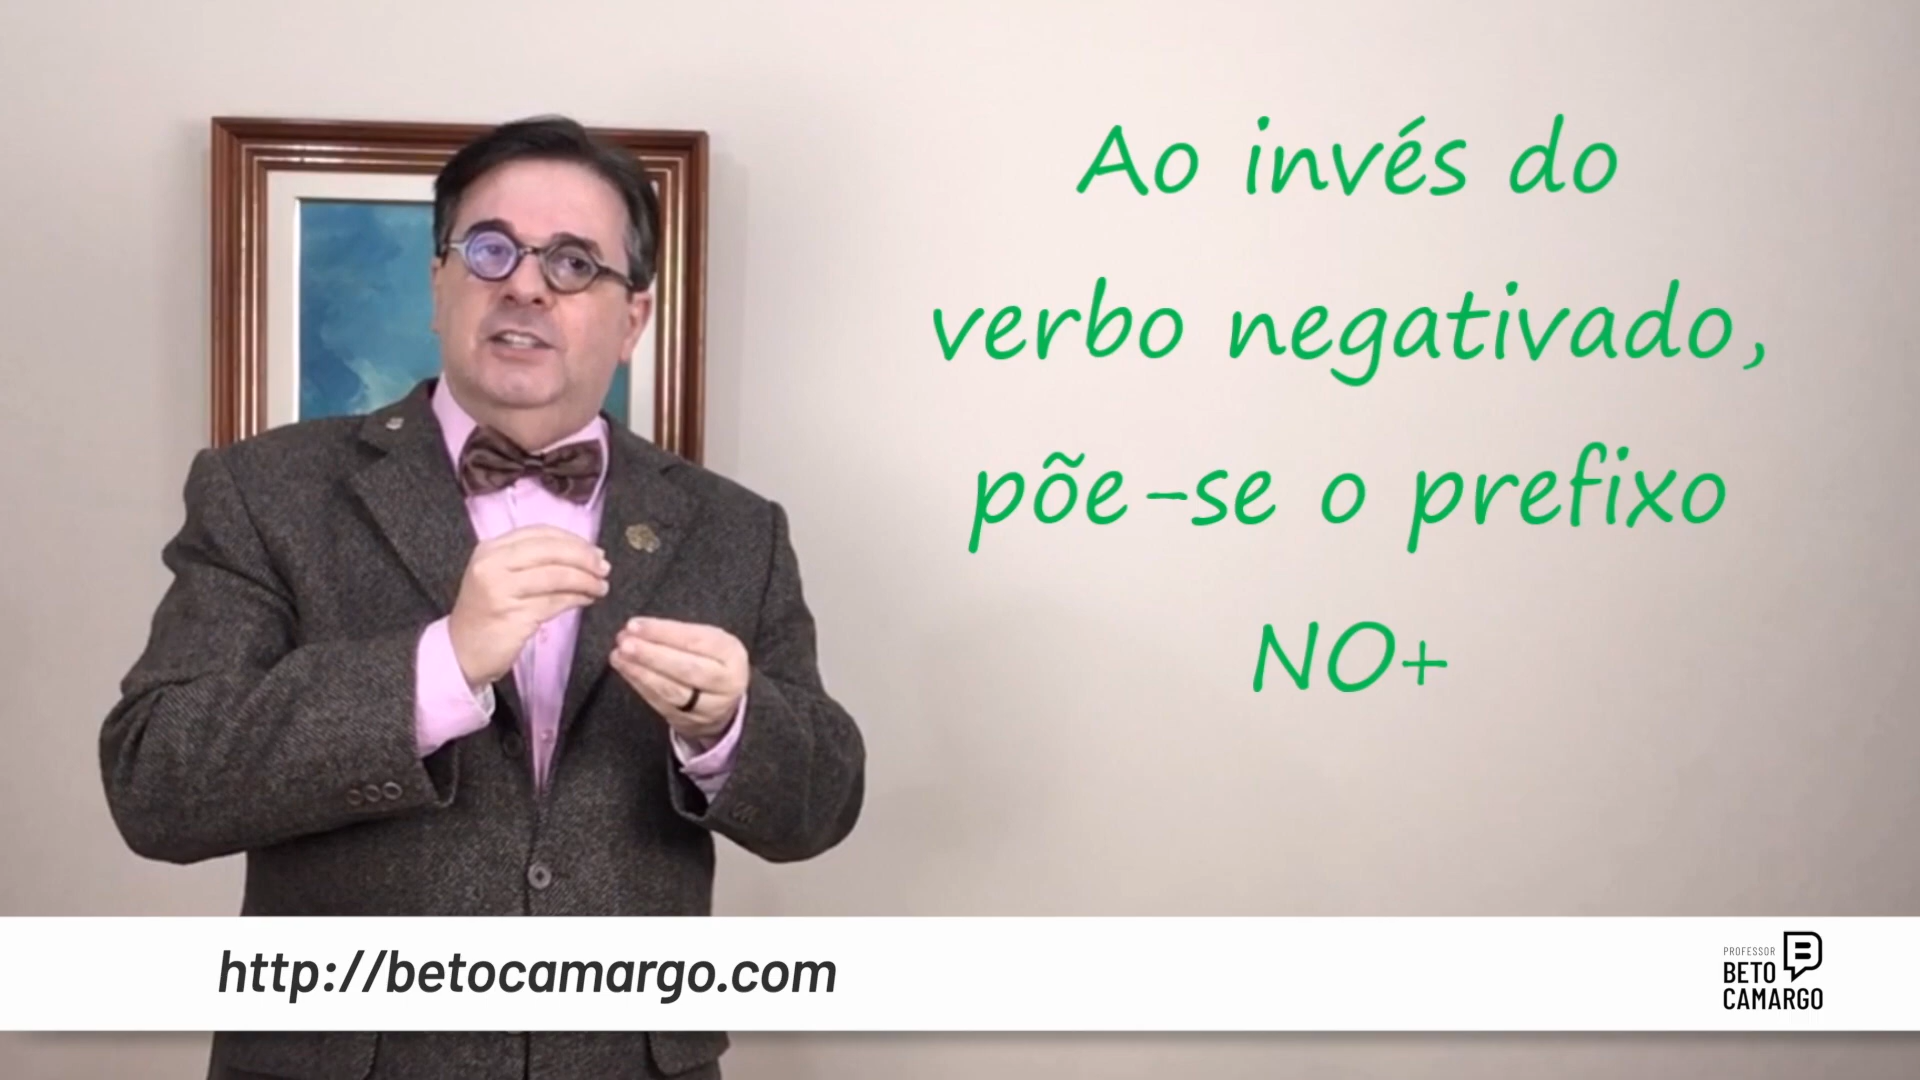 Ao invés do
verbo negativado,
põe-se o prefixo
NO+
http://betocamargo.com
PROFESSOR
BETO
CAMARGO